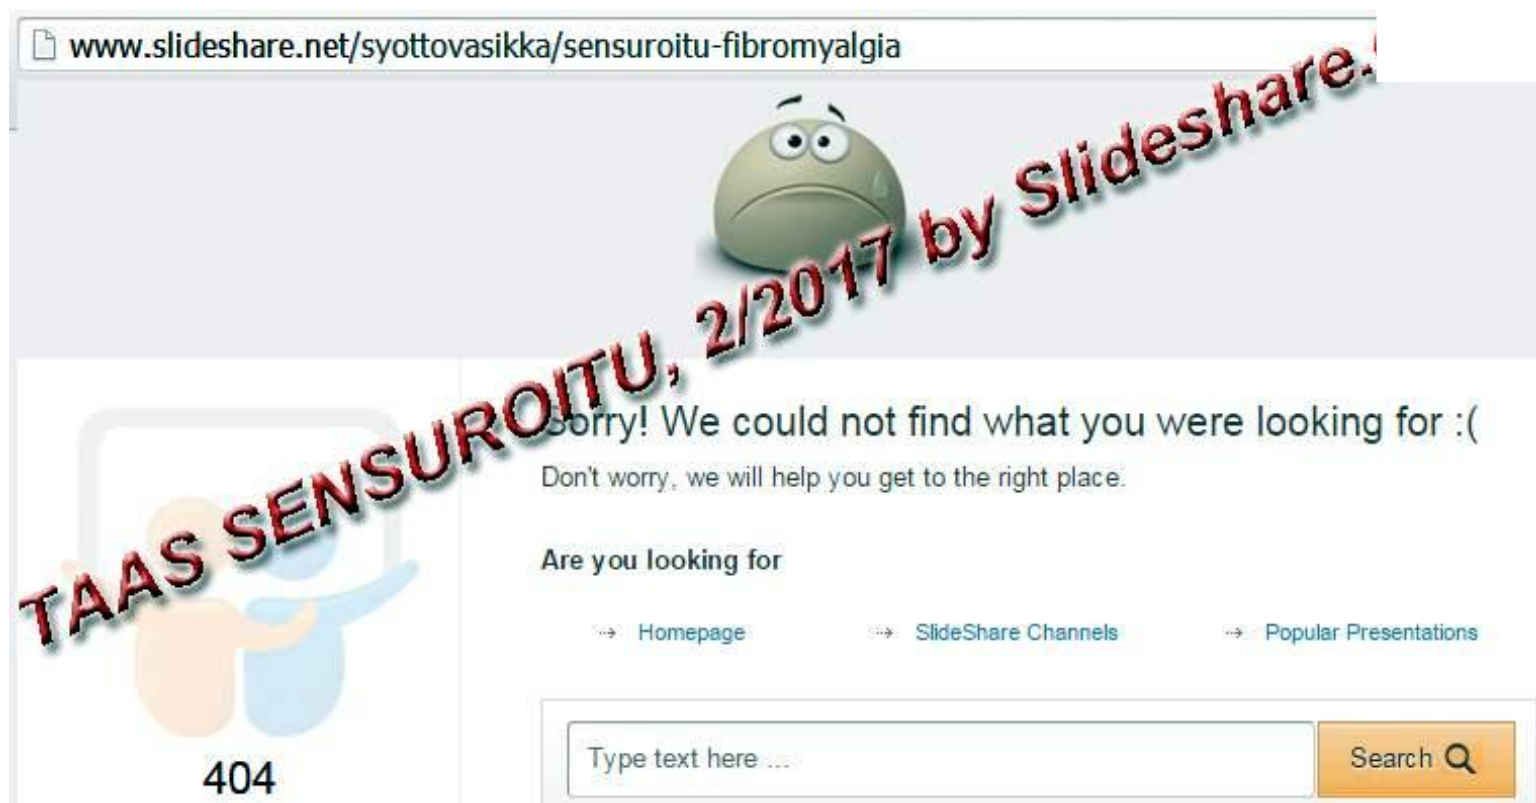 www.slideshare.net/syottovasikka/sensuroitu-fibromyalgia
TAAS SENSUROITU, 2/2017 by Slideshare.
Sorry! We could not find what you were looking for :(
Don't worry, we will help you get to the right place.
Are you looking for
Homepage
SlideShare Channels
Popular Presentations
Type text here ...
Search
404